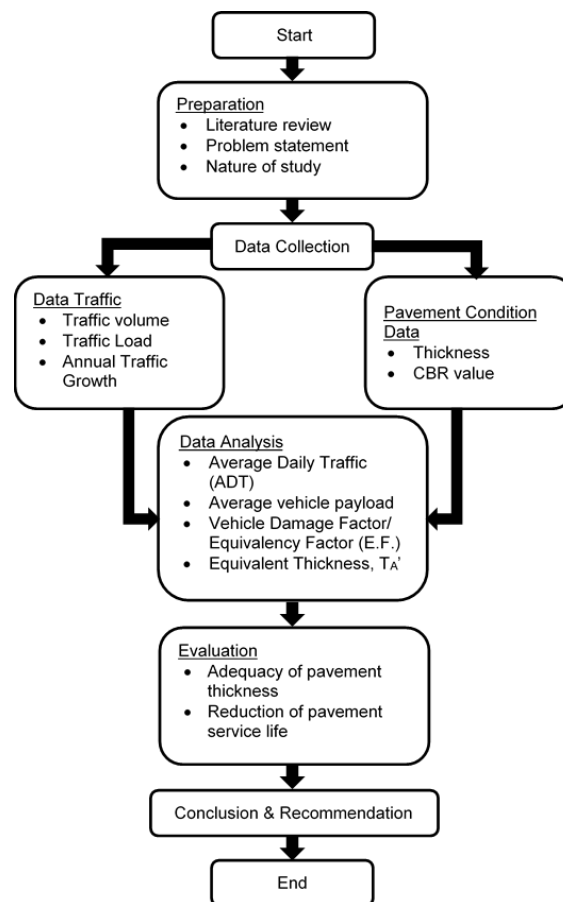 Start
Preparation
• Literature review
• Problem statement
• Nature of study
Data Collection
Data Traffic
• Traffic volume
• Traffic Load
• Annual Traffic
Growth
Pavement Condition
Data
• Thickness
• CBR value
Data Analysis
• Average Daily Traffic
(ADT)
• Average vehicle payload
• Vehicle Damage Factor/
Equivalency Factor (E.F.)
• Equivalent Thickness, TA'
Evaluation
• Adequacy of pavement
thickness
• Reduction of pavement
service life
Conclusion & Recommendation
End